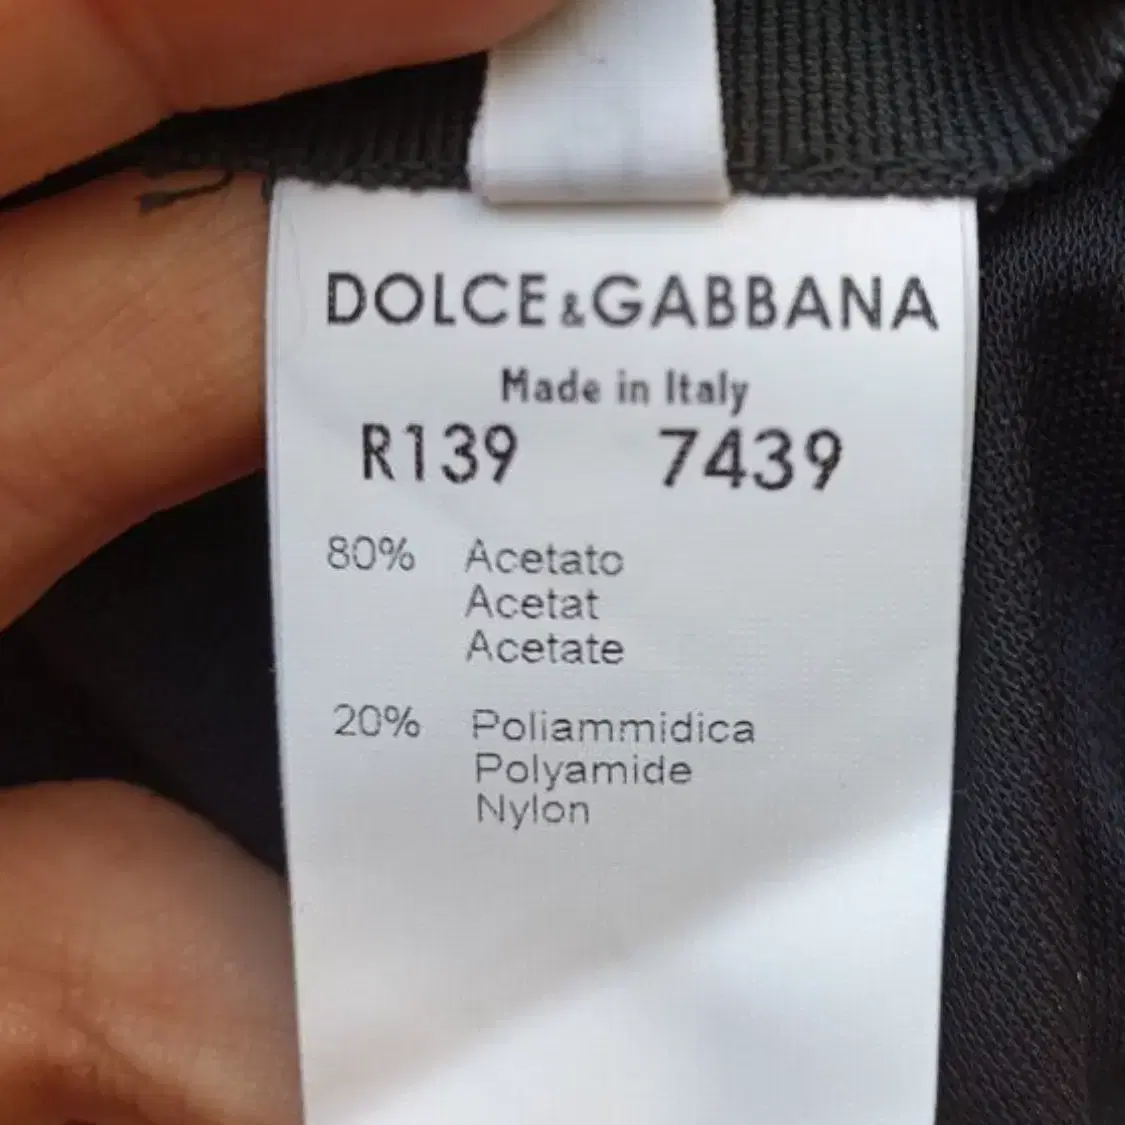 DOLCE&GABBANA
Made in Italy
R139 7439
80% Acetato
Acetat
Acetate
20% Poliammidica
Polyamide
Nylon